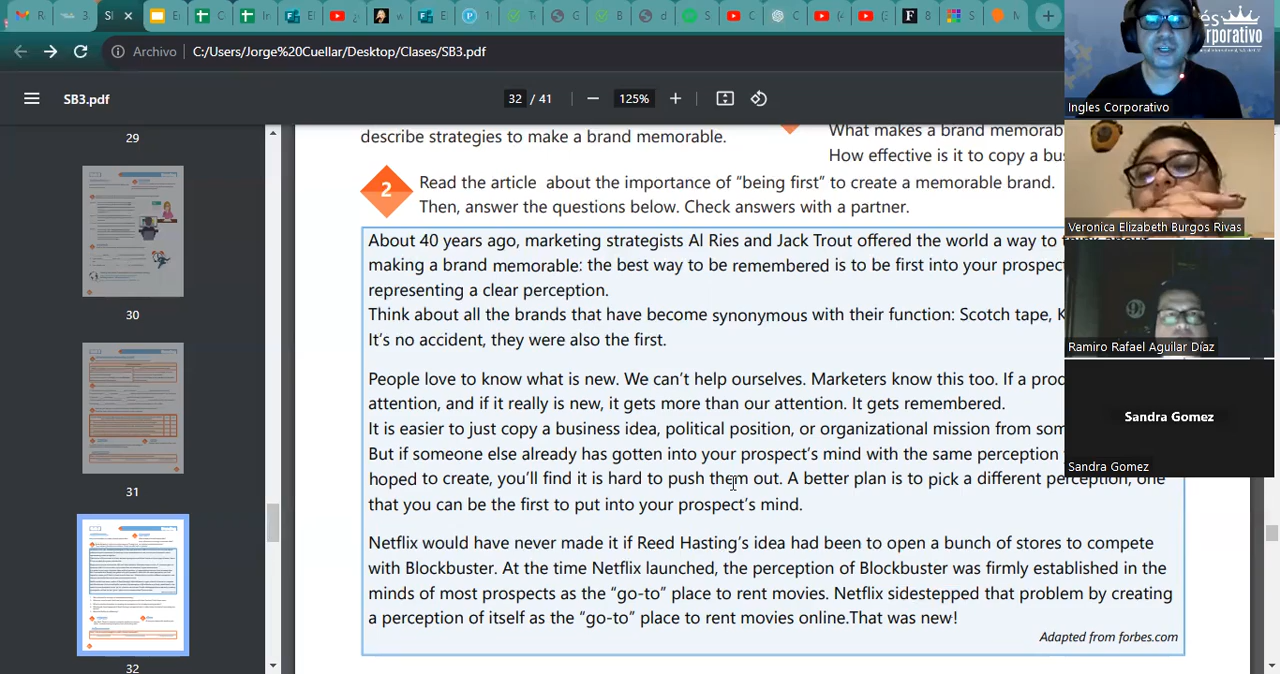 SB3.pdf
Archivo
C:/Users/Jorge%20Cuellar/Desktop/Clases/SB3.pdf
és
rporativo
SB3.pdf
32 / 41
125%
Ingles Corporativo
29
30
31
32
describe strategies to make a brand memorable.
What makes a brand memorab
How effective is it to copy a bu
2
Read the article about the importance of “being first” to create a memorable brand.
Then, answer the questions below. Check answers with a partner.
About 40 years ago, marketing strategists Al Ries and Jack Trout offered the world a way to
making a brand memorable: the best way to be remembered is to be first into your prospect
representing a clear perception.
Think about all the brands that have become synonymous with their function: Scotch tape, K
It’s no accident, they were also the first.
People love to know what is new. We can’t help ourselves. Marketers know this too. If a prod
attention, and if it really is new, it gets more than our attention. It gets remembered.
It is easier to just copy a business idea, political position, or organizational mission from som
But if someone else already has gotten into your prospect’s mind with the same perception
hoped to create, you’ll find it is hard to push them out. A better plan is to pick a different perception, one
that you can be the first to put into your prospect’s mind.
Netflix would have never made it if Reed Hasting’s idea had been to open a bunch of stores to compete
with Blockbuster. At the time Netflix launched, the perception of Blockbuster was firmly established in the
minds of most prospects as the “go-to” place to rent movies. Netflix sidestepped that problem by creating
a perception of itself as the “go-to” place to rent movies online.That was new!
Adapted from forbes.com
Veronica Elizabeth Burgos Rivas
Ramiro Rafael Aguilar Díaz
Sandra Gomez
Sandra Gomez